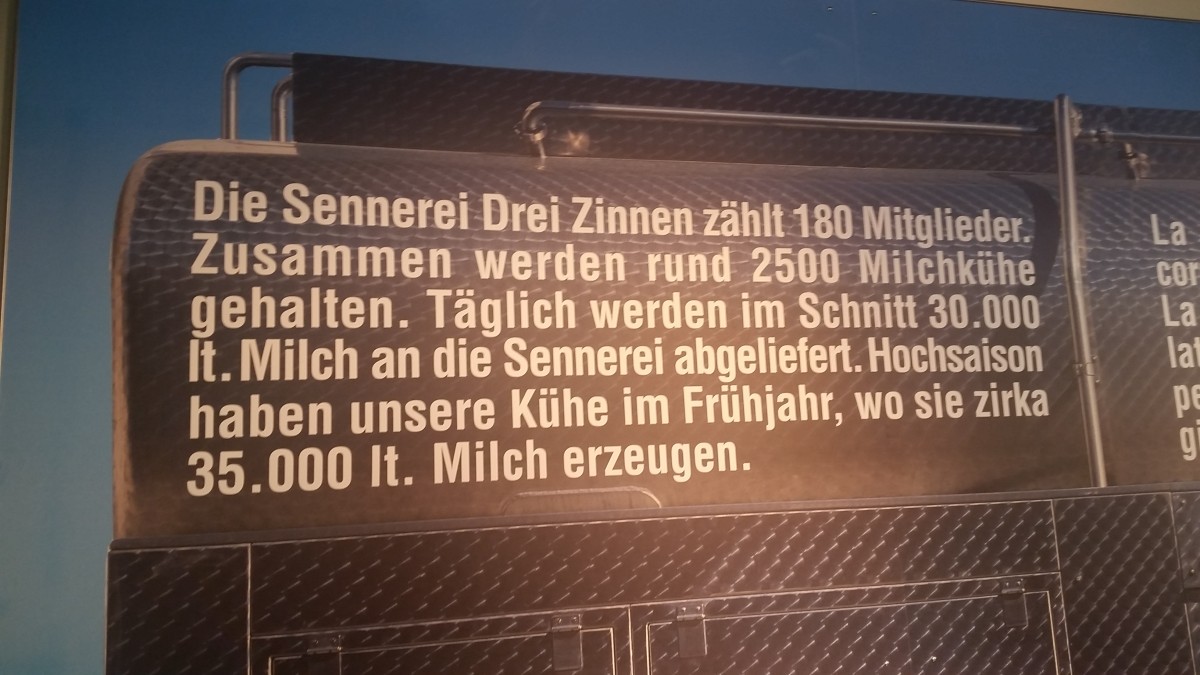 Die Sennerei Drei Zinnen zählt 180 Mitglieder.
Zusammen werden rund 2500 Milchkühe
gehalten. Täglich werden im Schnitt 30.000
lt. Milch an die Sennerei abgeliefert. Hochsaison
haben unsere Kühe im Frühjahr, wo sie zirka
35.000 lt. Milch erzeugen.
La
La